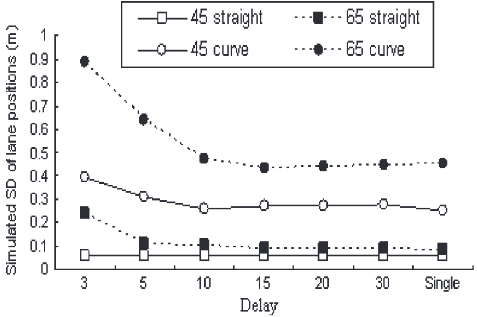 45 straight 65 straight
45 curve 65 curve
Simulated SD of lane positions (m)
1
0.9
0.8
0.7
0.6
0.5
0.4
0.3
0.2
0.1
0
3 5 10 15 20 30 Single
Delay